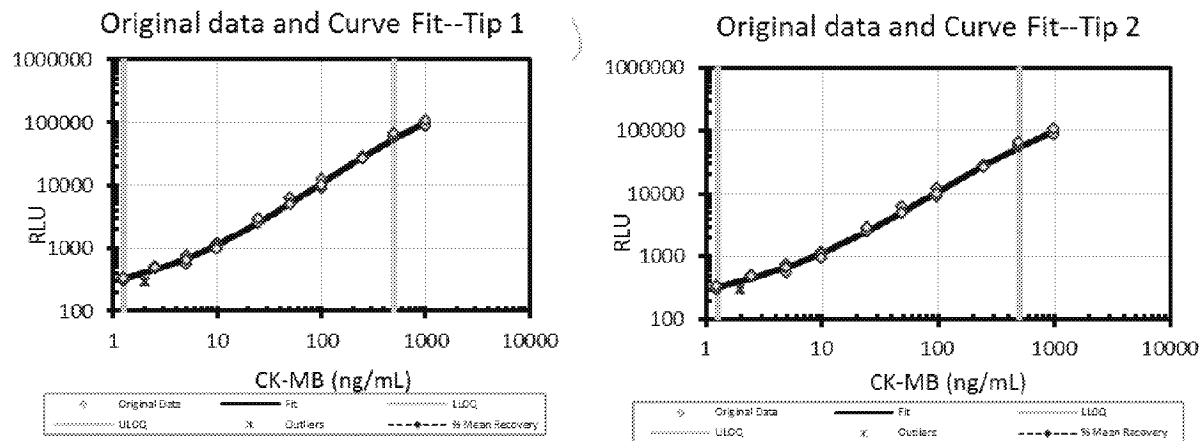 Original data and Curve Fit--Tip 1
1000000
100000
10000
1000
100
RLU
1
10
100
1000
10000
CK-MB (ng/mL)
Original Data
Fit
LLOQ
ULOQ
Outliers
% Mean Recovery
Original data and Curve Fit--Tip 2
1000000
100000
10000
1000
100
RLU
1
10
100
1000
10000
CK-MB (ng/mL)
Original Data
Fit
LLOQ
ULOQ
Outliers
% Mean Recovery